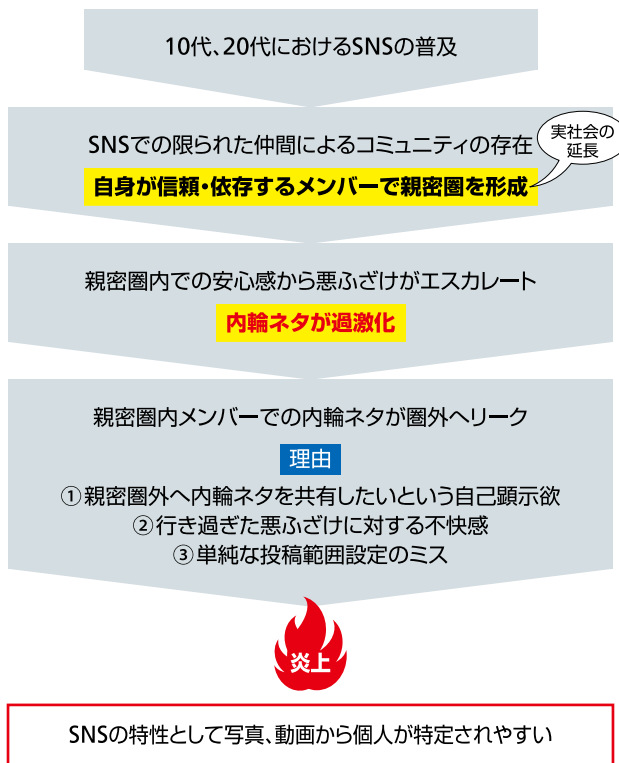 10代、20代におけるSNSの普及
SNSでの限られた仲間によるコミュニティの存在
実社会の
延長
自身が信頼・依存するメンバーで親密圏を形成
親密圏内での安心感から悪ふざけがエスカレート
内輪ネタが過激化
親密圏内メンバーでの内輪ネタが圏外へリーク
理由
①親密圏外へ内輪ネタを共有したいという自己顕示欲
②行き過ぎた悪ふざけに対する不快感
③単純な投稿範囲設定のミス
炎上
SNSの特性として写真、動画から個人が特定されやすい